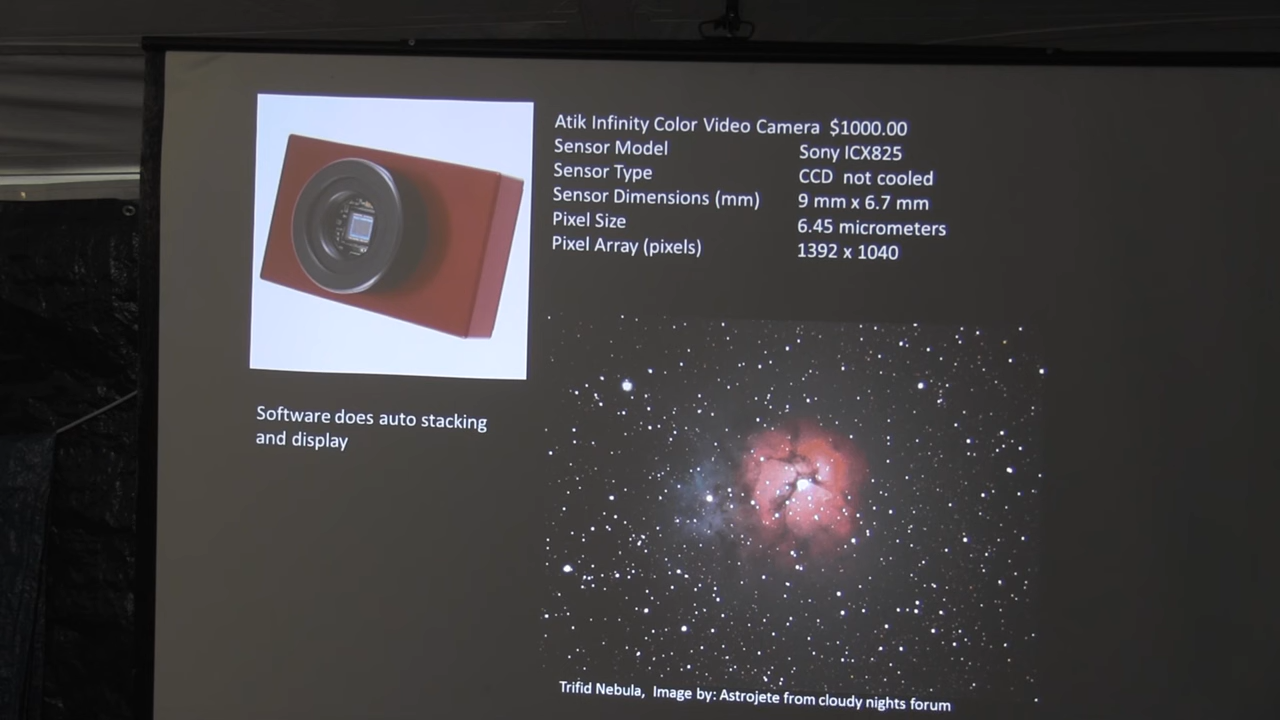 Atik Infinity Color Video Camera $1000.00
Sensor Model Sony ICX825
Sensor Type CCD not cooled
Sensor Dimensions (mm) 9 mm x 6.7 mm
Pixel Size 6.45 micrometers
Pixel Array (pixels) 1392 x 1040
Software does auto stacking
and display
Trifid Nebula, Image by: Astrojete from cloudy nights forum